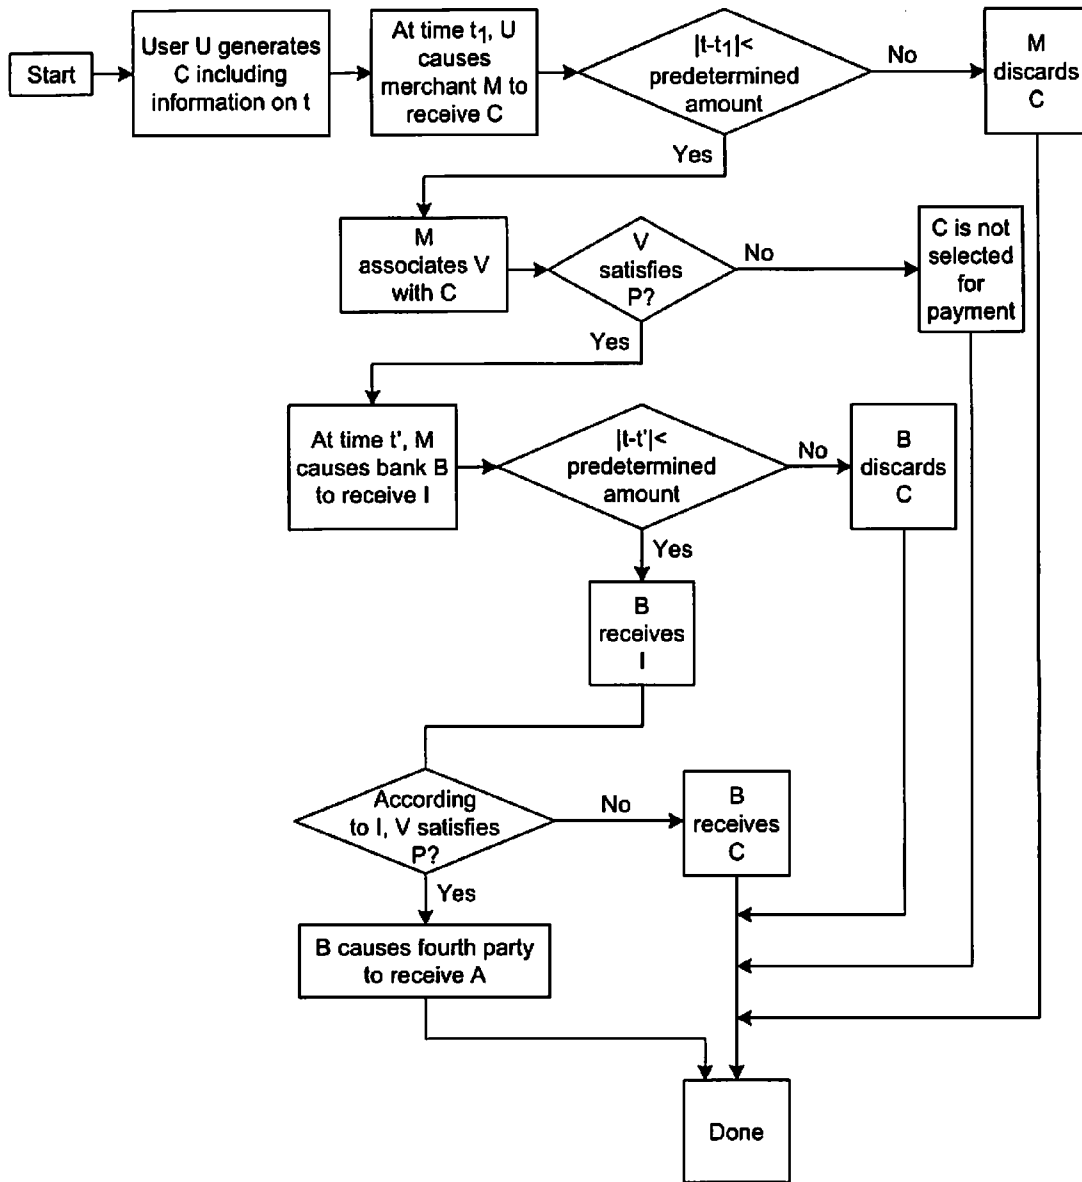 Start
User U generates
C including
information on t
At time t₁, U
causes
merchant M to
receive C
|t-t₁|<
predetermined
amount
No
M
discards
C
Yes
M
associates V
with C
V
satisfies
P?
No
C is not
selected
for
payment
Yes
At time t', M
causes bank B
to receive I
|t-t'|<
predetermined
amount
No
B
discards
C
Yes
B
receives
I
According
to I, V satisfies
P?
No
B
receives
C
Yes
B causes fourth party
to receive A
Done